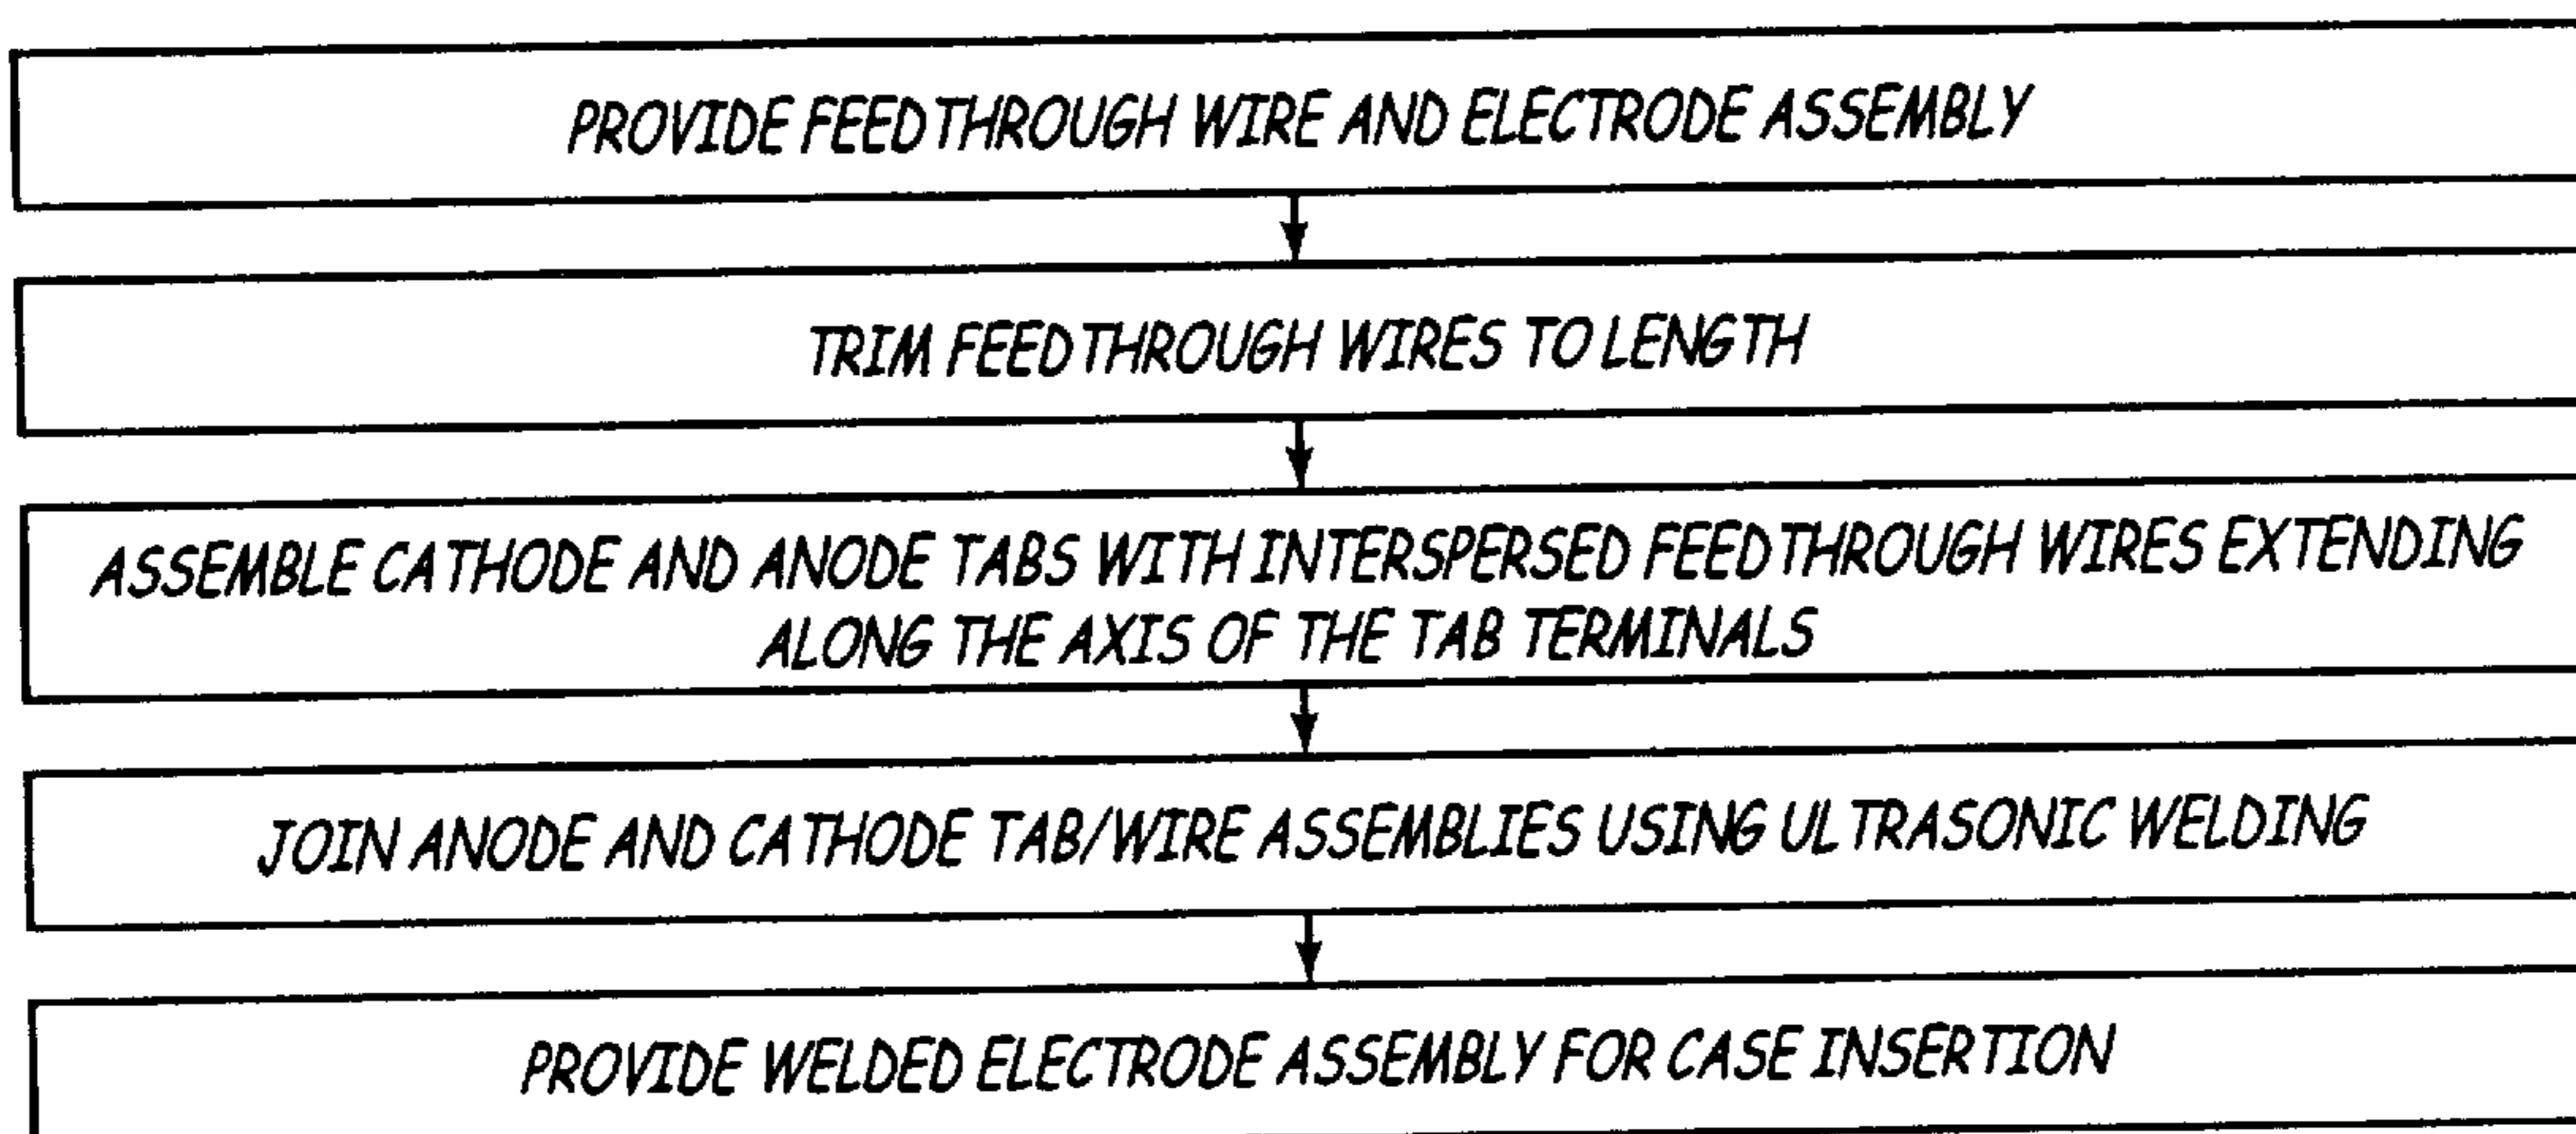 PROVIDE FEEDTHROUGH WIRE AND ELECTRODE ASSEMBLY
TRIM FEEDTHROUGH WIRES TO LENGTH
ASSEMBLE CATHODE AND ANODE TABS WITH INTERSPERSED FEEDTHROUGH WIRES EXTENDING
ALONG THE AXIS OF THE TAB TERMINALS
JOIN ANODE AND CATHODE TAB/WIRE ASSEMBLIES USING ULTRASONIC WELDING
PROVIDE WELDED ELECTRODE ASSEMBLY FOR CASE INSERTION